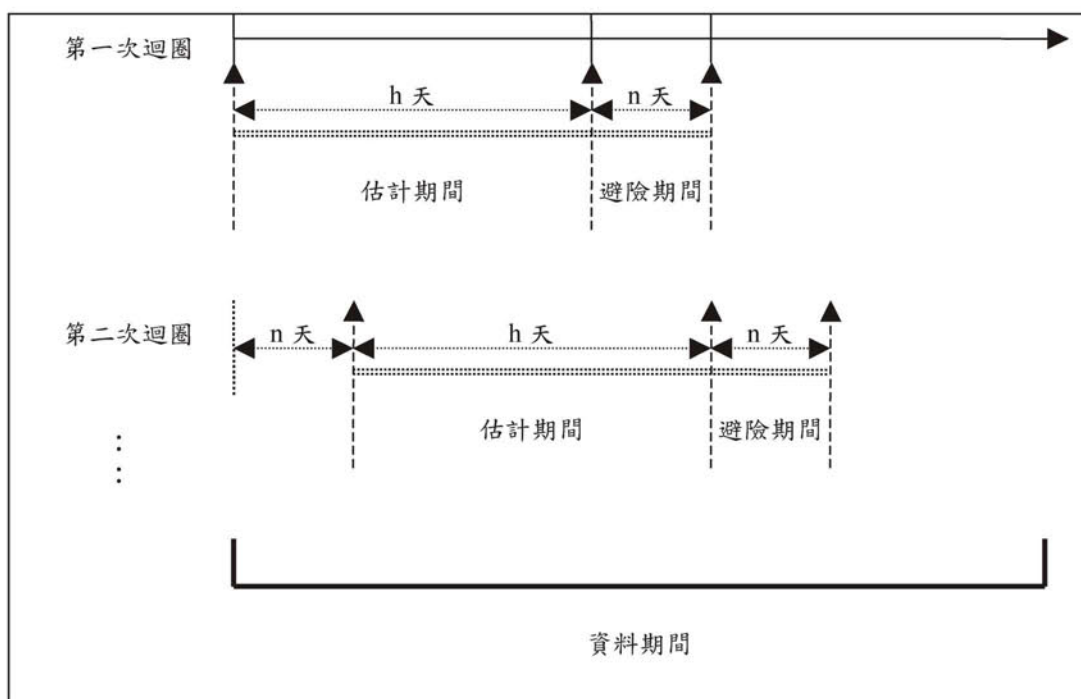 第一次迴圈
h 天
n 天
估計期間
避險期間
第二次迴圈
n 天
h 天
n 天
估計期間
避險期間
⋮
資料期間